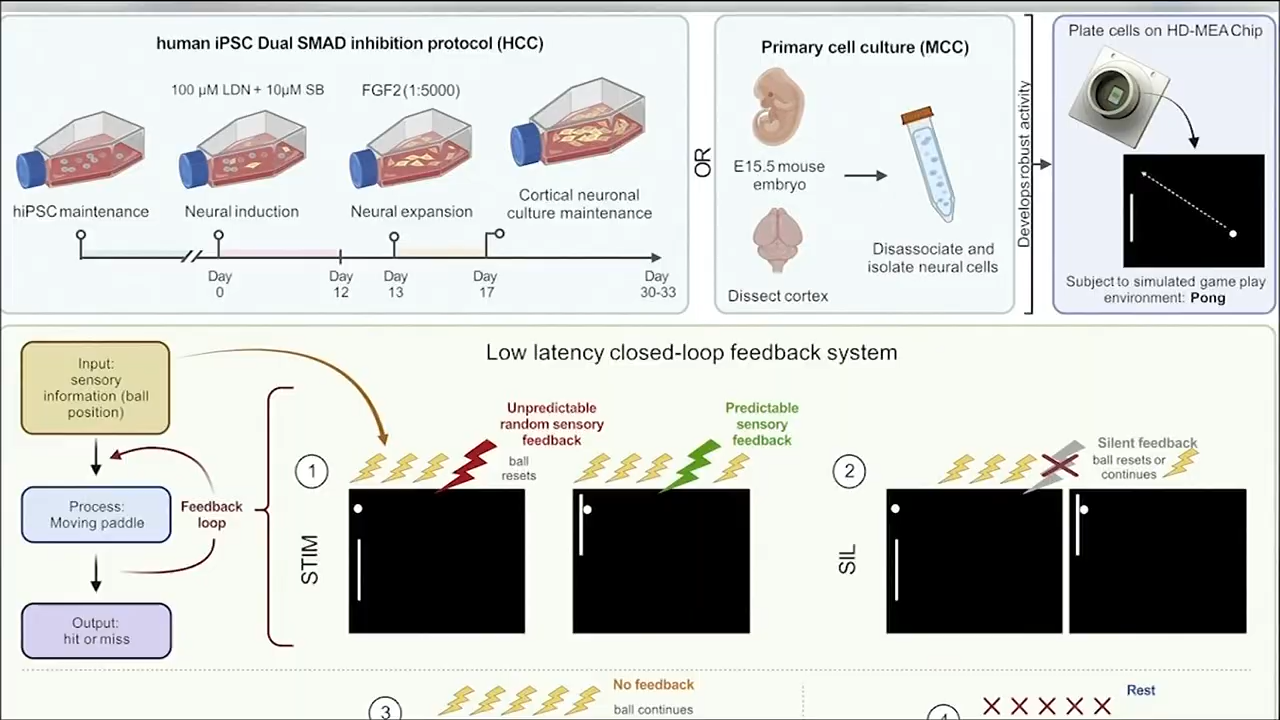 human iPSC Dual SMAD inhibition protocol (HCC)
100 µM LDN + 10µM SB
FGF2 (1:5000)
hiPSC maintenance
Neural induction
Neural expansion
Cortical neuronal
culture maintenance
Day
0
Day
12
Day
13
Day
17
Day
30-33
OR
Primary cell culture (MCC)
E15.5 mouse
embryo
Dissect cortex
Disassociate and
isolate neural cells
Develops robust activity
Plate cells on HD-MEA Chip
Subject to simulated game play
environment: Pong
Low latency closed-loop feedback system
Input:
sensory
information (ball
position)
Process:
Moving paddle
Output:
hit or miss
Feedback
loop
1
STIM
Unpredictable
random sensory
feedback
ball
resets
Predictable
sensory
feedback
2
SIL
Silent feedback
ball resets or
continues
3
No feedback
ball continues
4
Rest